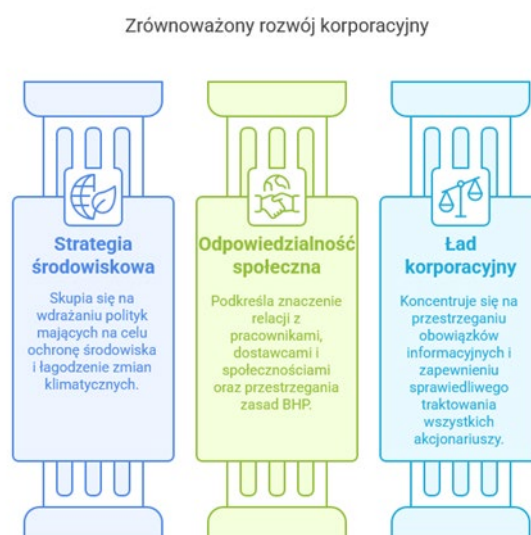 Zrównoważony rozwój korporacyjny
Strategia
środowiskowa
Skupia się na
wdrażaniu polityk
mających na celu
ochronę środowiska
i łagodzenie zmian
klimatycznych.
Odpowiedzialność
społeczna
Podkreśla znaczenie
relacji z
pracownikami,
dostawcami i
społecznościami
oraz przestrzegania
zasad BHP.
Ład
korporacyjny
Koncentruje się na
przestrzeganiu
obowiązków
informacyjnych i
zapewnieniu
sprawiedliwego
traktowania
wszystkich
akcjonariuszy.